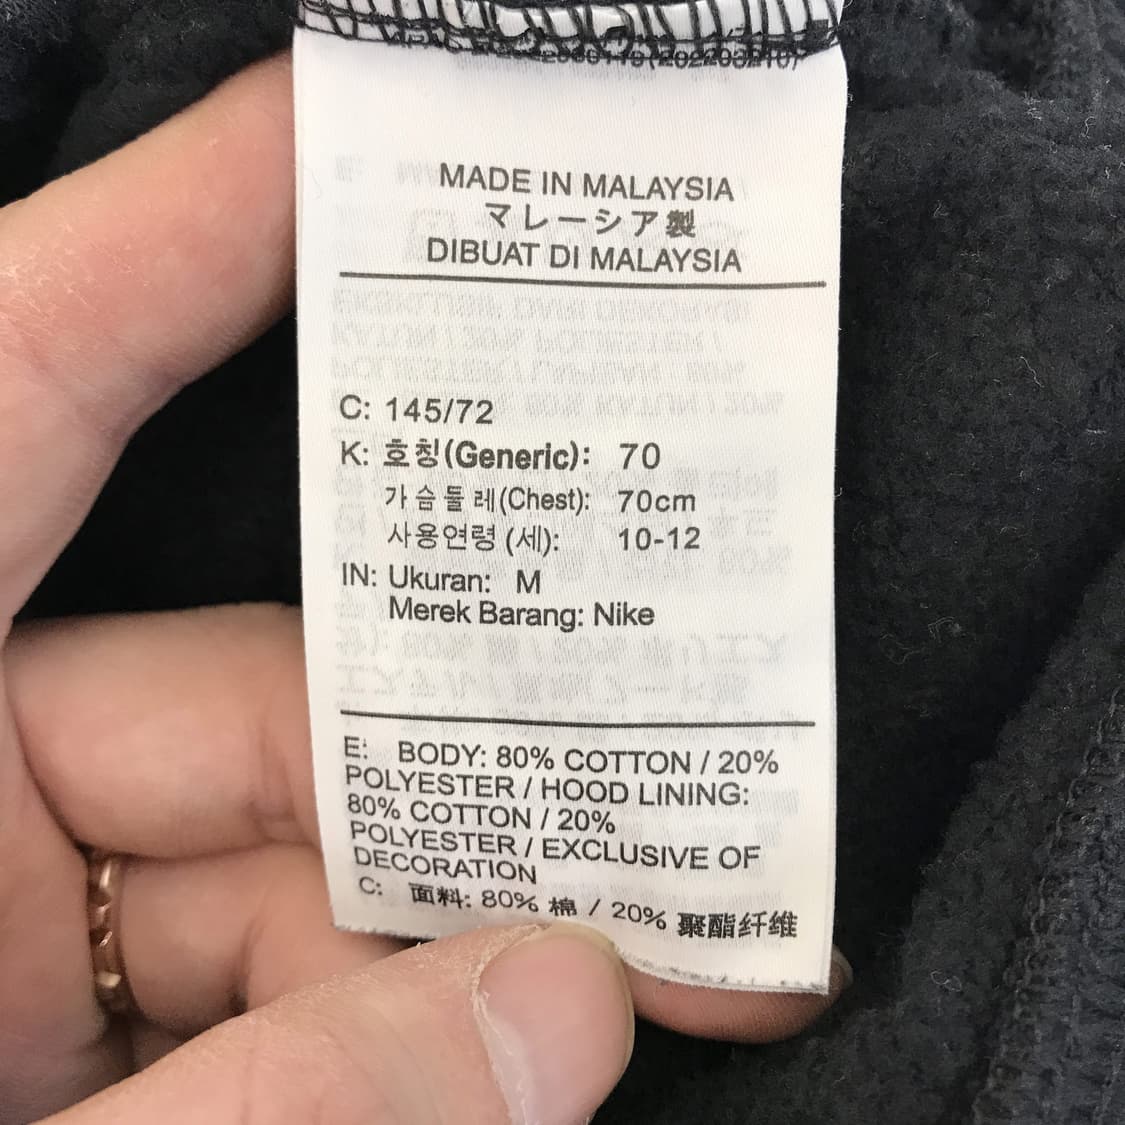 MADE IN MALAYSIA
マレーシア製
DIBUAT DI MALAYSIA
C: 145/72
K: 호칭(Generic): 70
가슴둘레(Chest): 70cm
사용연령(세): 10-12
IN: Ukuran: M
Merek Barang: Nike
E: BODY: 80% COTTON / 20%
POLYESTER / HOOD LINING:
80% COTTON / 20%
POLYESTER / EXCLUSIVE OF
DECORATION
C: 面料: 80% 棉 / 20% 聚酯纤维